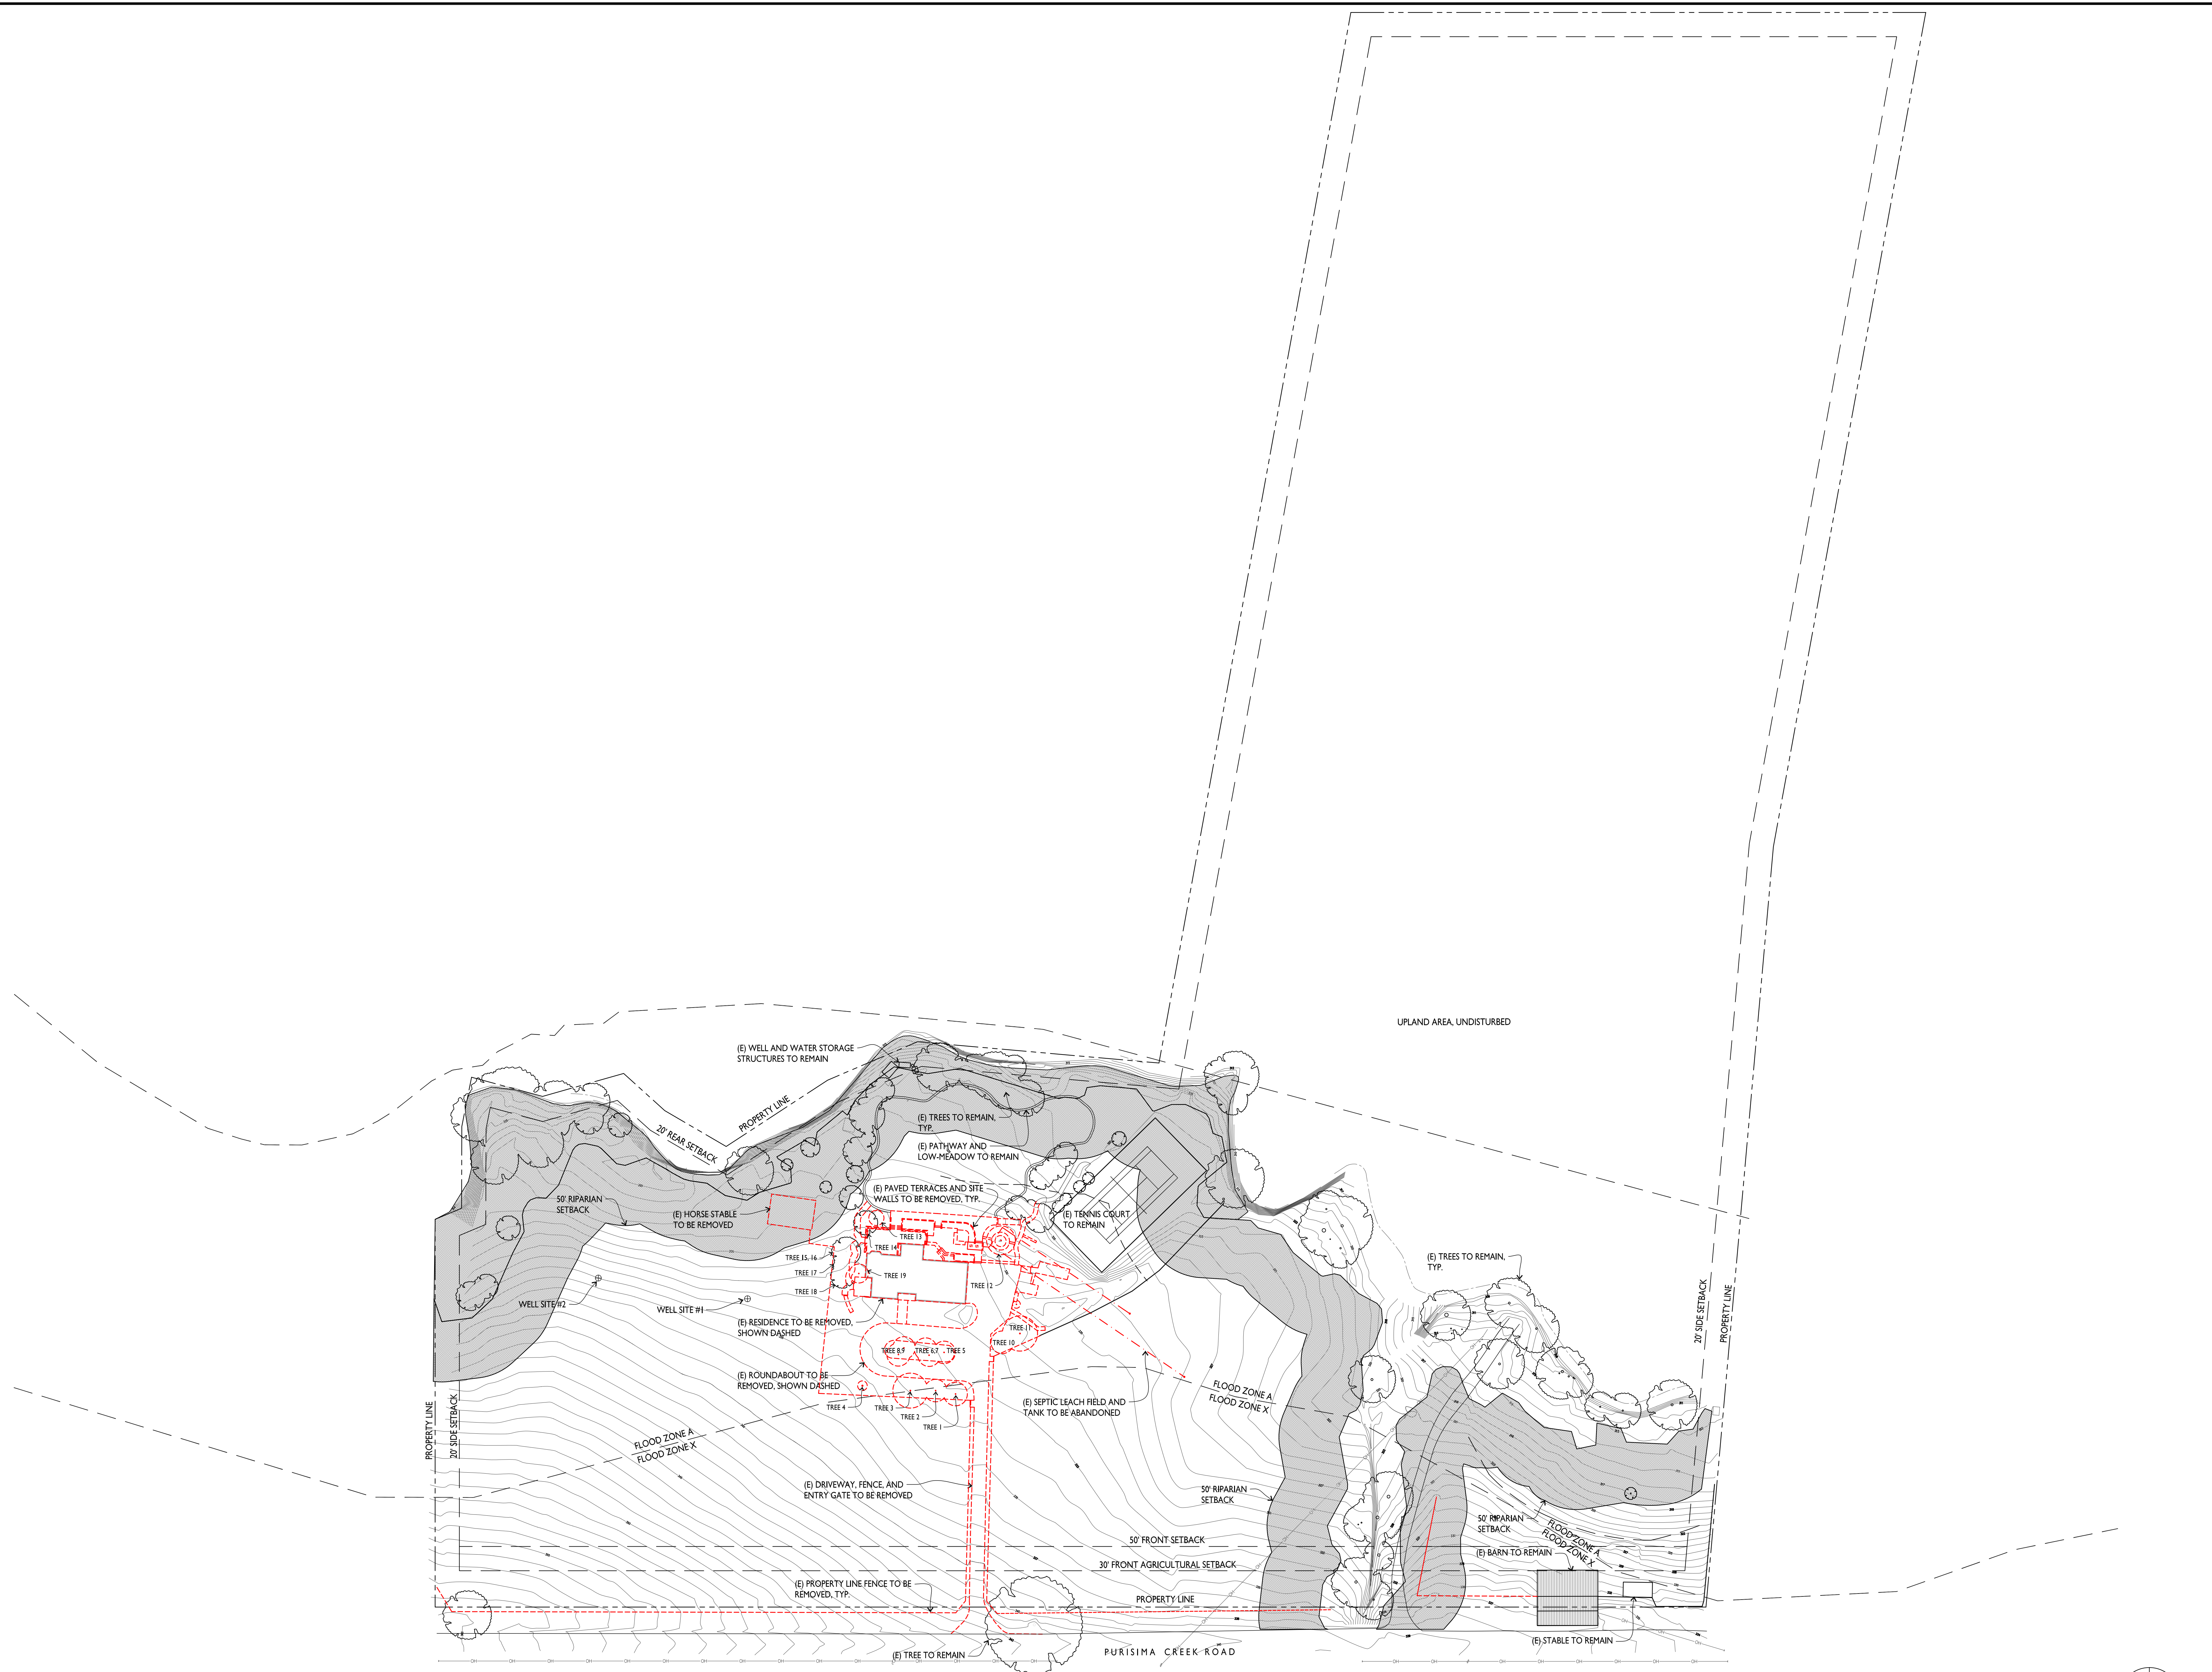 UPLAND AREA, UNDISTURBED
(E) WELL AND WATER STORAGE
STRUCTURES TO REMAIN
PROPERTY LINE
20' REAR SETBACK
(E) TREES TO REMAIN,
TYP.
(E) PATHWAY AND
LOW-MEADOW TO REMAIN
(E) PAVED TERRACES AND SITE
WALLS TO BE REMOVED, TYP.
50' RIPARIAN
SETBACK
(E) HORSE STABLE
TO BE REMOVED
(E) TENNIS COURT
TO REMAIN
TREE 13
TREE 14
TREE 15, 16
TREE 17
TREE 18
TREE 19
TREE 12
(E) TREES TO REMAIN,
TYP.
WELL SITE #2
WELL SITE #1
(E) RESIDENCE TO BE REMOVED,
SHOWN DASHED
TREE 11
TREE 10
TREE 8,9
TREE 6,7
TREE 5
20' SIDE SETBACK
PROPERTY LINE
(E) ROUNDABOUT TO BE
REMOVED, SHOWN DASHED
TREE 4
TREE 3
TREE 2
TREE 1
(E) SEPTIC LEACH FIELD AND
TANK TO BE ABANDONED
FLOOD ZONE A
FLOOD ZONE X
PROPERTY LINE
20' SIDE SETBACK
FLOOD ZONE A
FLOOD ZONE X
(E) DRIVEWAY, FENCE, AND
ENTRY GATE TO BE REMOVED
50' RIPARIAN
SETBACK
50' RIPARIAN
SETBACK
FLOOD ZONE A
FLOOD ZONE X
50' FRONT SETBACK
(E) BARN TO REMAIN
30' FRONT AGRICULTURAL SETBACK
(E) PROPERTY LINE FENCE TO BE
REMOVED, TYP.
PROPERTY LINE
(E) STABLE TO REMAIN
(E) TREE TO REMAIN
PURISIMA CREEK ROAD